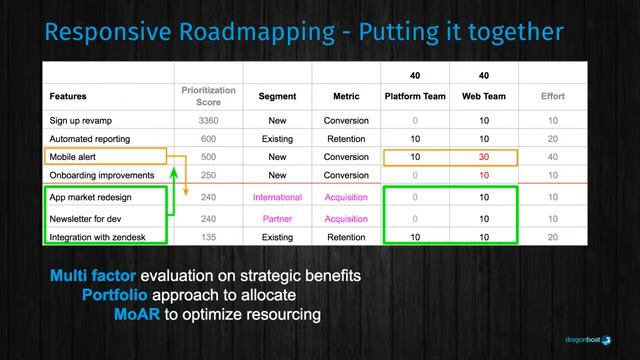 Responsive Roadmapping - Putting it together
40 40
Features Prioritization Score Segment Metric Platform Team Web Team Effort
Sign up revamp 3360 New Conversion 0 10 10
Automated reporting 600 Existing Retention 10 10 20
Mobile alert 500 New Conversion 10 30 40
Onboarding improvements 250 New Conversion 0 10 10
App market redesign 240 International Acquisition 0 10 10
Newsletter for dev 240 Partner Acquisition 0 10 10
Integration with zendesk 135 Existing Retention 10 10 20
Multi factor evaluation on strategic benefits
Portfolio approach to allocate
MoAR to optimize resourcing
dragonboat